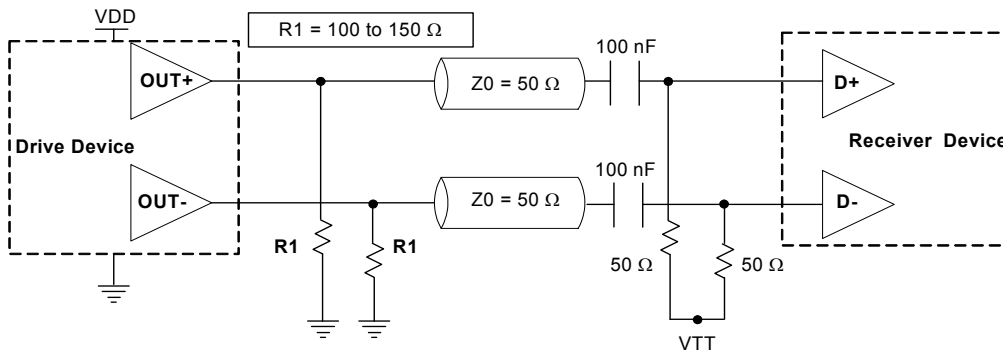 VDD
R1 = 100 to 150 Ω
100 nF
OUT+
Z0 = 50 Ω
D+
Drive Device
Receiver Device
100 nF
OUT-
Z0 = 50 Ω
D-
R1
R1
50 Ω
50 Ω
VTT